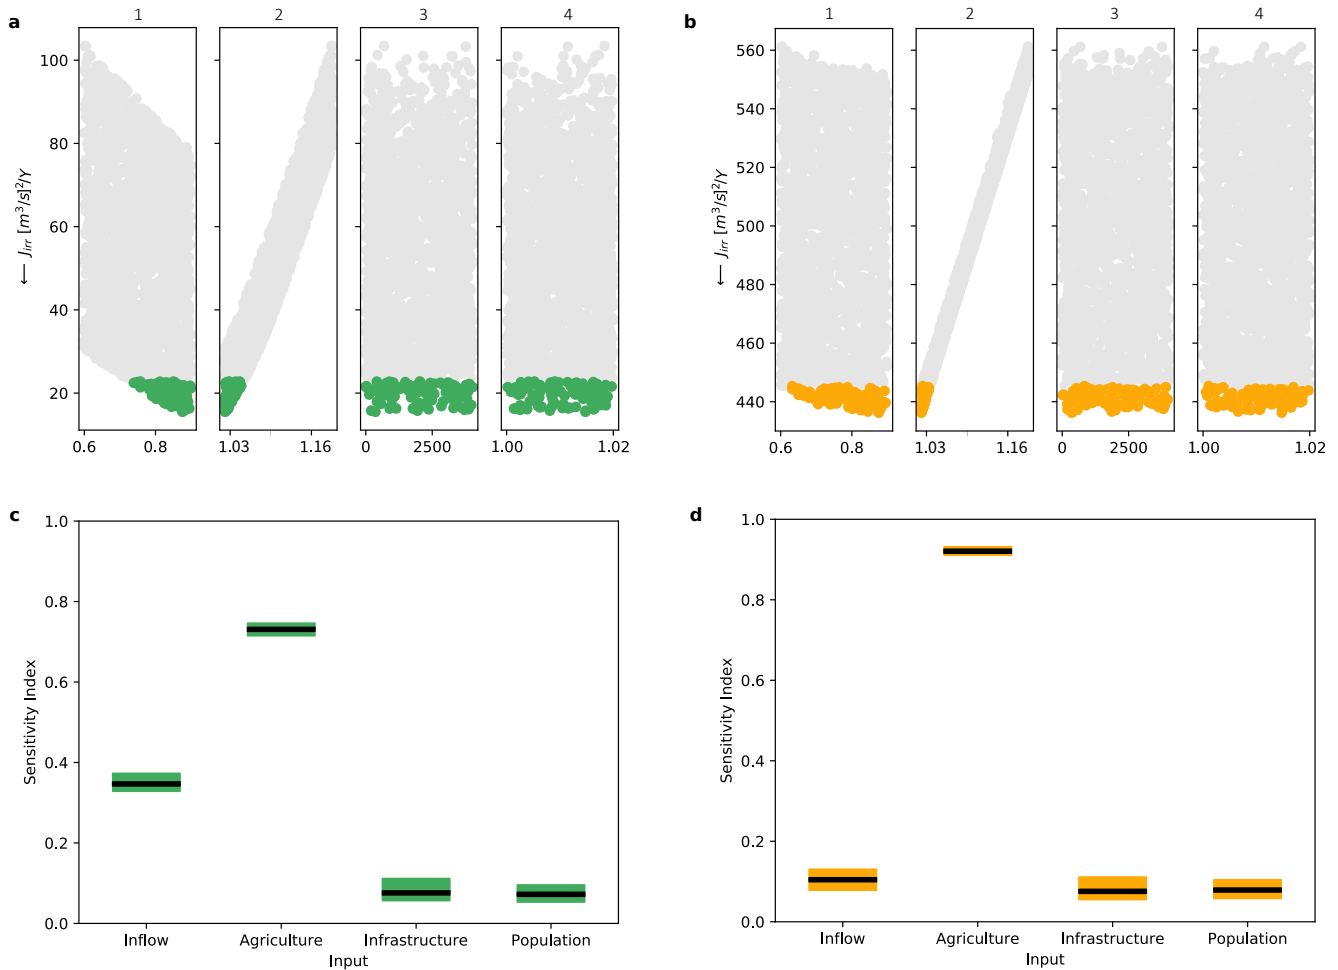 a
1 2 3 4
100
80
60
40
20
⟵ J_irr [m^3/s]^2/Y
0.6 0.8 1.03 1.16 0 2500 1.00 1.02
b
1 2 3 4
560
540
520
500
480
460
440
⟵ J_irr [m^3/s]^2/Y
0.6 0.8 1.03 1.16 0 2500 1.00 1.02
c
1.0
0.8
0.6
0.4
0.2
0.0
Sensitivity Index
Inflow Agriculture Infrastructure Population
Input
d
1.0
0.8
0.6
0.4
0.2
0.0
Sensitivity Index
Inflow Agriculture Infrastructure Population
Input